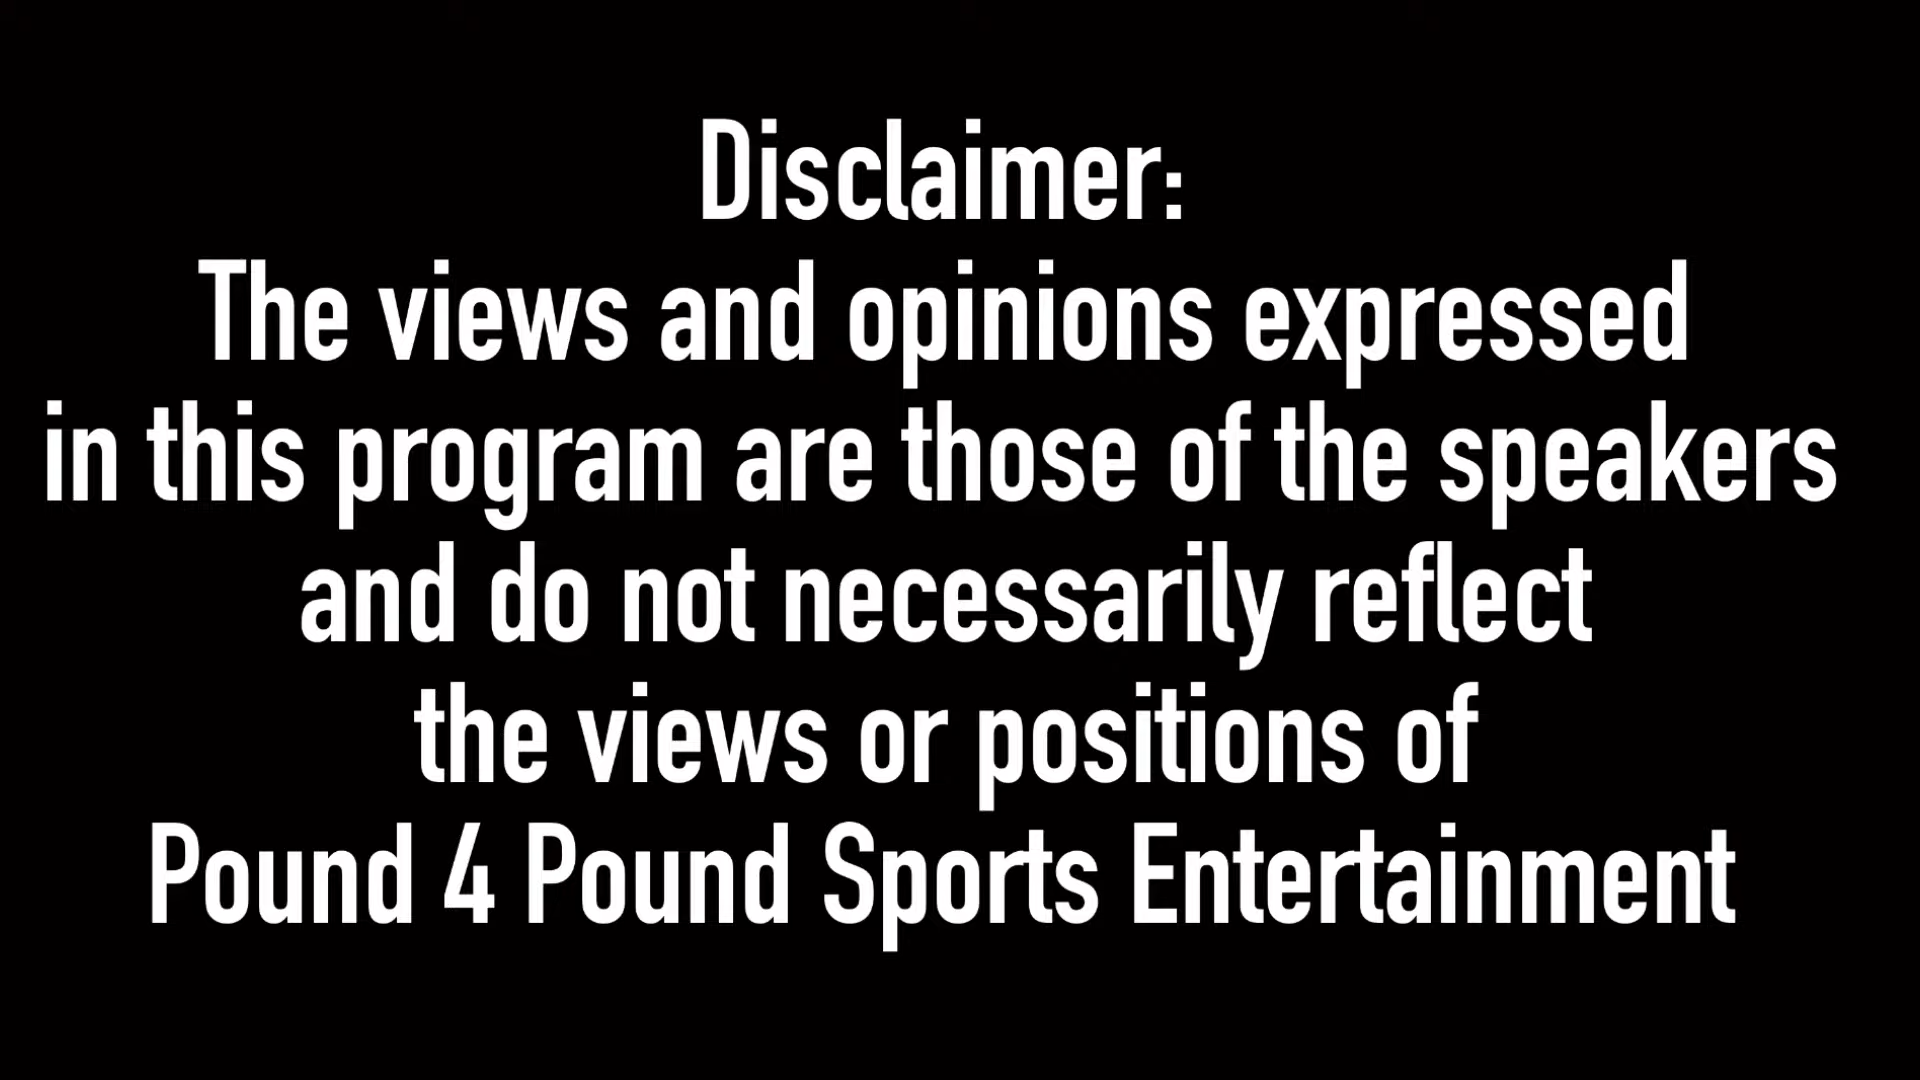 Disclaimer:
The views and opinions expressed
in this program are those of the speakers
and do not necessarily reflect
the views or positions of
Pound 4 Pound Sports Entertainment